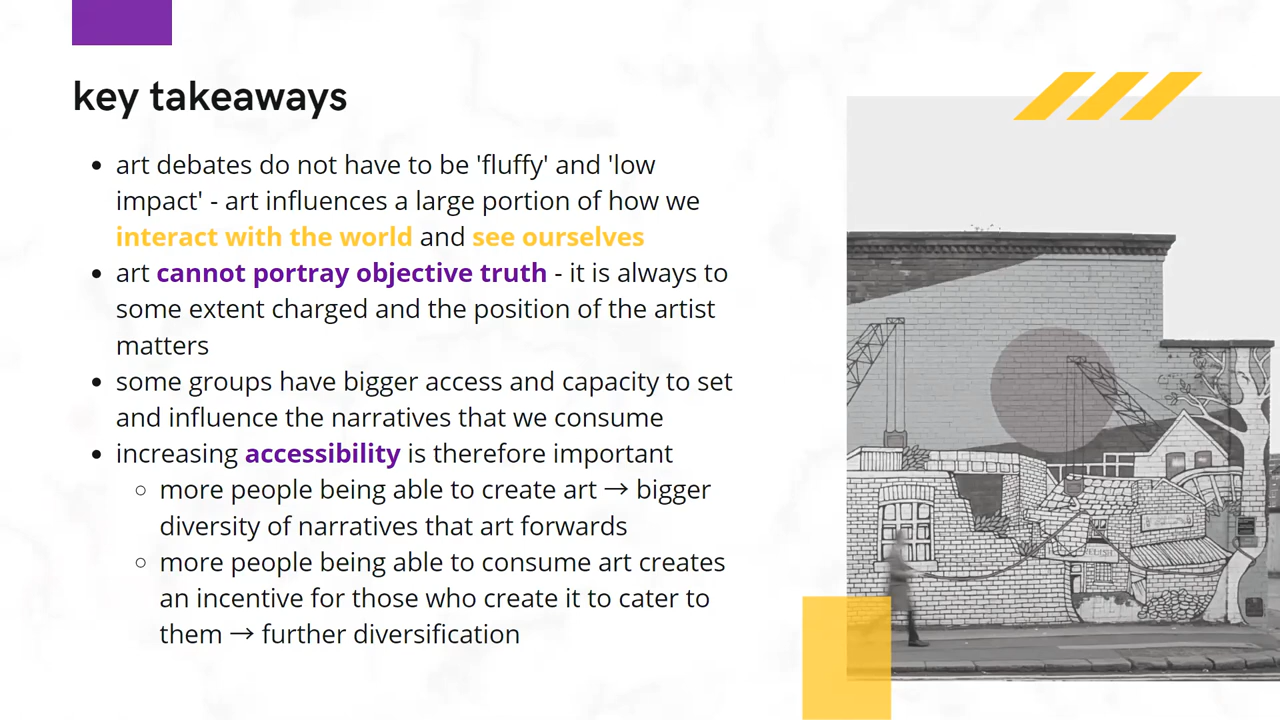 key takeaways
• art debates do not have to be 'fluffy' and 'low
impact' - art influences a large portion of how we
interact with the world and see ourselves
• art cannot portray objective truth - it is always to
some extent charged and the position of the artist
matters
• some groups have bigger access and capacity to set
and influence the narratives that we consume
• increasing accessibility is therefore important
◦ more people being able to create art → bigger
diversity of narratives that art forwards
◦ more people being able to consume art creates
an incentive for those who create it to cater to
them → further diversification